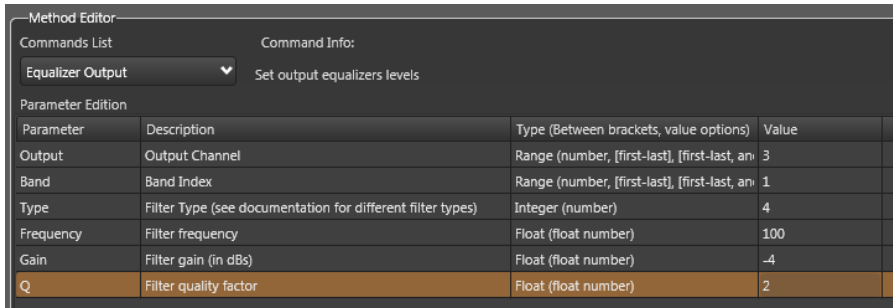 Method Editor
Commands List Command Info:
Equalizer Output Set output equalizers levels
Parameter Edition
Parameter Description Type (Between brackets, value options) Value
Output Output Channel Range (number, [first-last], [first-last, an 3
Band Band Index Range (number, [first-last], [first-last, an 1
Type Filter Type (see documentation for different filter types) Integer (number) 4
Frequency Filter frequency Float (float number) 100
Gain Filter gain (in dBs) Float (float number) -4
Q Filter quality factor Float (float number) 2